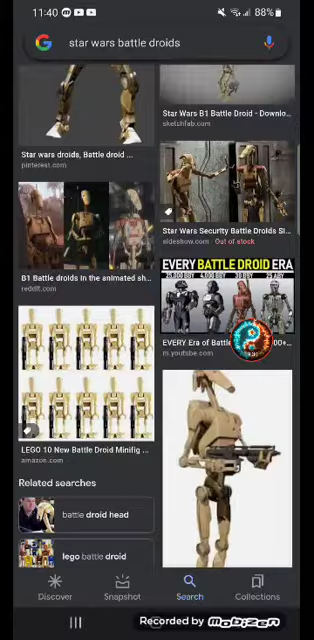 11:40
88%
star wars battle droids
Star Wars B1 Battle Droid - Downlo...
sketchfab.com
Star wars droids, Battle droid ...
pinterest.com
Star Wars Security Battle Droids Si...
sideshow.com Out of stock
B1 Battle droids in the animated sh...
reddit.com
EVERY BATTLE DROID ERA
EVERY Era of Battle
00+...
m.youtube.com
LEGO 10 New Battle Droid Minifig ...
amazon.com
Related searches
battle droid head
lego battle droid
Discover
Snapshot
Search
Collections
Recorded by Mobizen